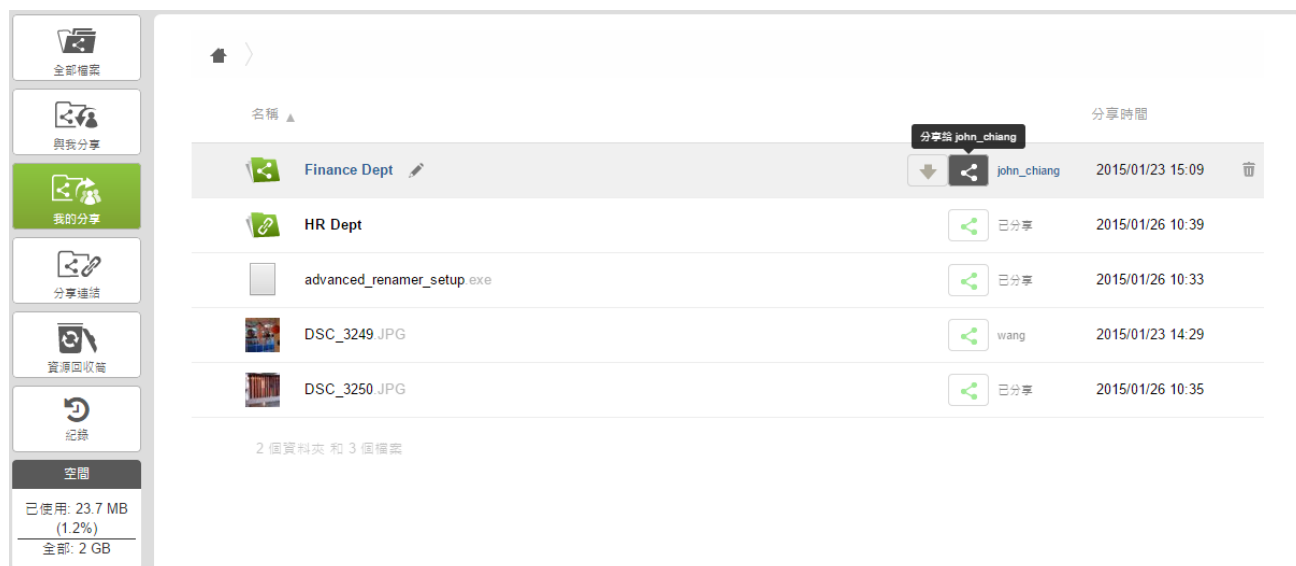 全部檔案
與我分享
我的分享
分享連結
資源回收筒
紀錄
空間
已使用: 23.7 MB
(1.2%)
全部: 2 GB
名稱 ▲ 分享時間
分享給 john_chiang
Finance Dept john_chiang 2015/01/23 15:09
HR Dept 已分享 2015/01/26 10:39
advanced_renamer_setup.exe 已分享 2015/01/26 10:33
DSC_3249.JPG wang 2015/01/23 14:29
DSC_3250.JPG 已分享 2015/01/26 10:35
2 個資料夾 和 3 個檔案